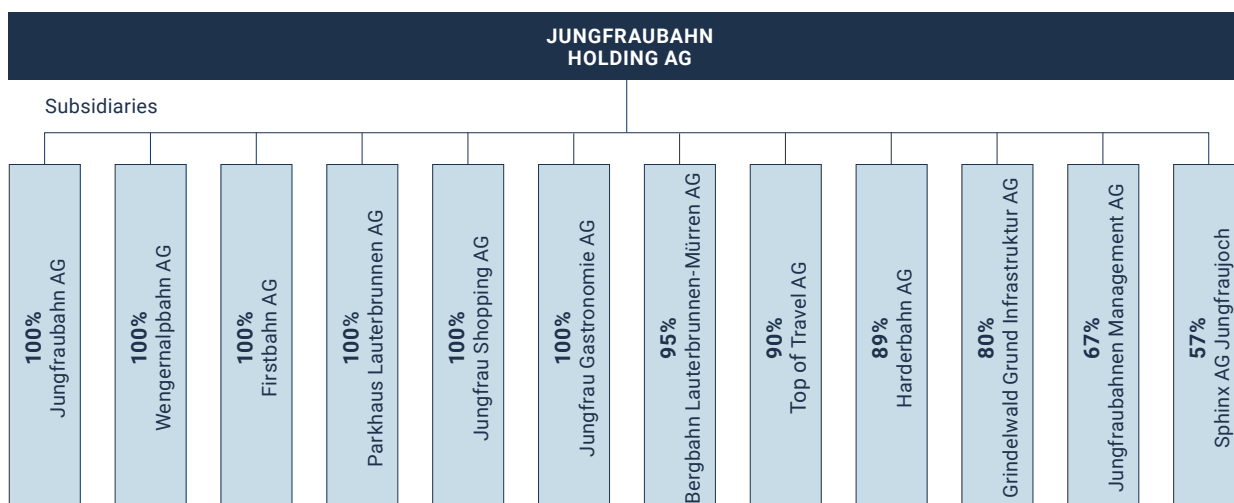 JUNGFRAUBAHN
HOLDING AG
Subsidiaries
100%
Jungfraubahn AG
100%
Wengernalpbahn AG
100%
Firstbahn AG
100%
Parkhaus Lauterbrunnen AG
100%
Jungfrau Shopping AG
100%
Jungfrau Gastronomie AG
95%
Bergbahn Lauterbrunnen-Mürren AG
90%
Top of Travel AG
89%
Harderbahn AG
80%
Grindelwald Grund Infrastruktur AG
67%
Jungfraubahnen Management AG
57%
Sphinx AG Jungfraujoch